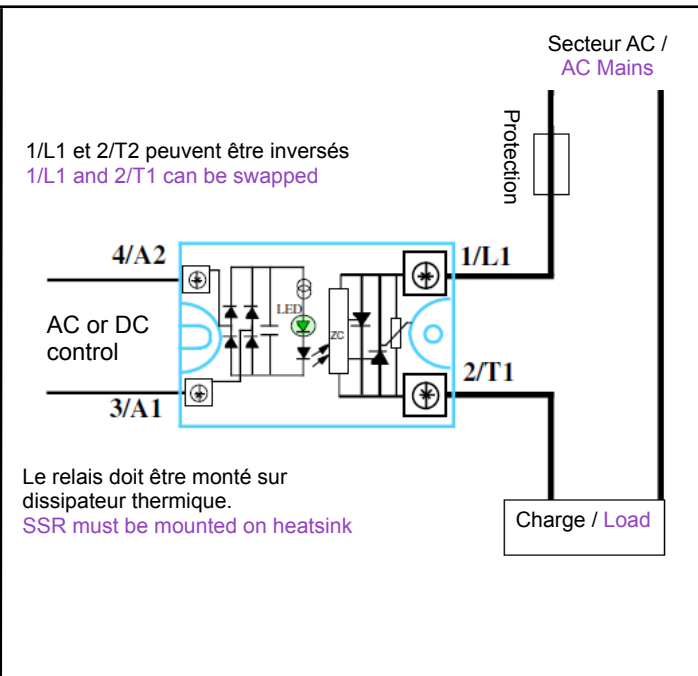 Secteur AC /
AC Mains
Protection
1/L1 et 2/T2 peuvent être inversés
1/L1 and 2/T1 can be swapped
4/A2
1/L1
LED
ZC
AC or DC
control
2/T1
3/A1
Le relais doit être monté sur
dissipateur thermique.
SSR must be mounted on heatsink
Charge / Load